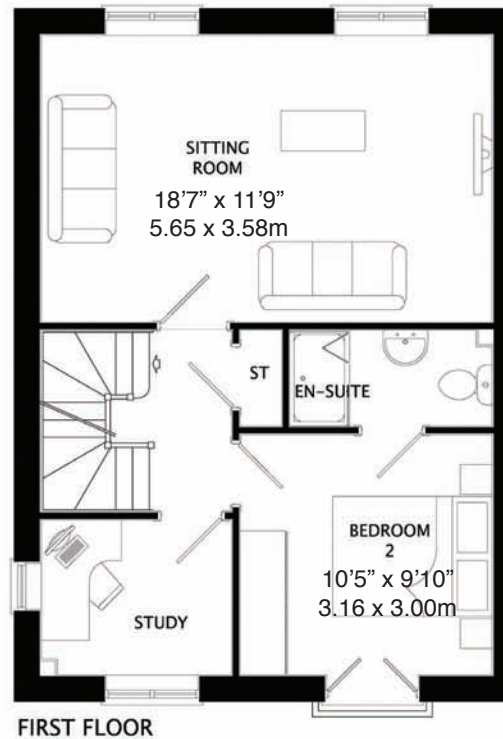 SITTING
ROOM
18'7” x 11'9”
5.65 x 3.58m
ST
EN-SUITE
BEDROOM
2
10'5” x 9'10”
3.16 x 3.00m
STUDY
FIRST FLOOR